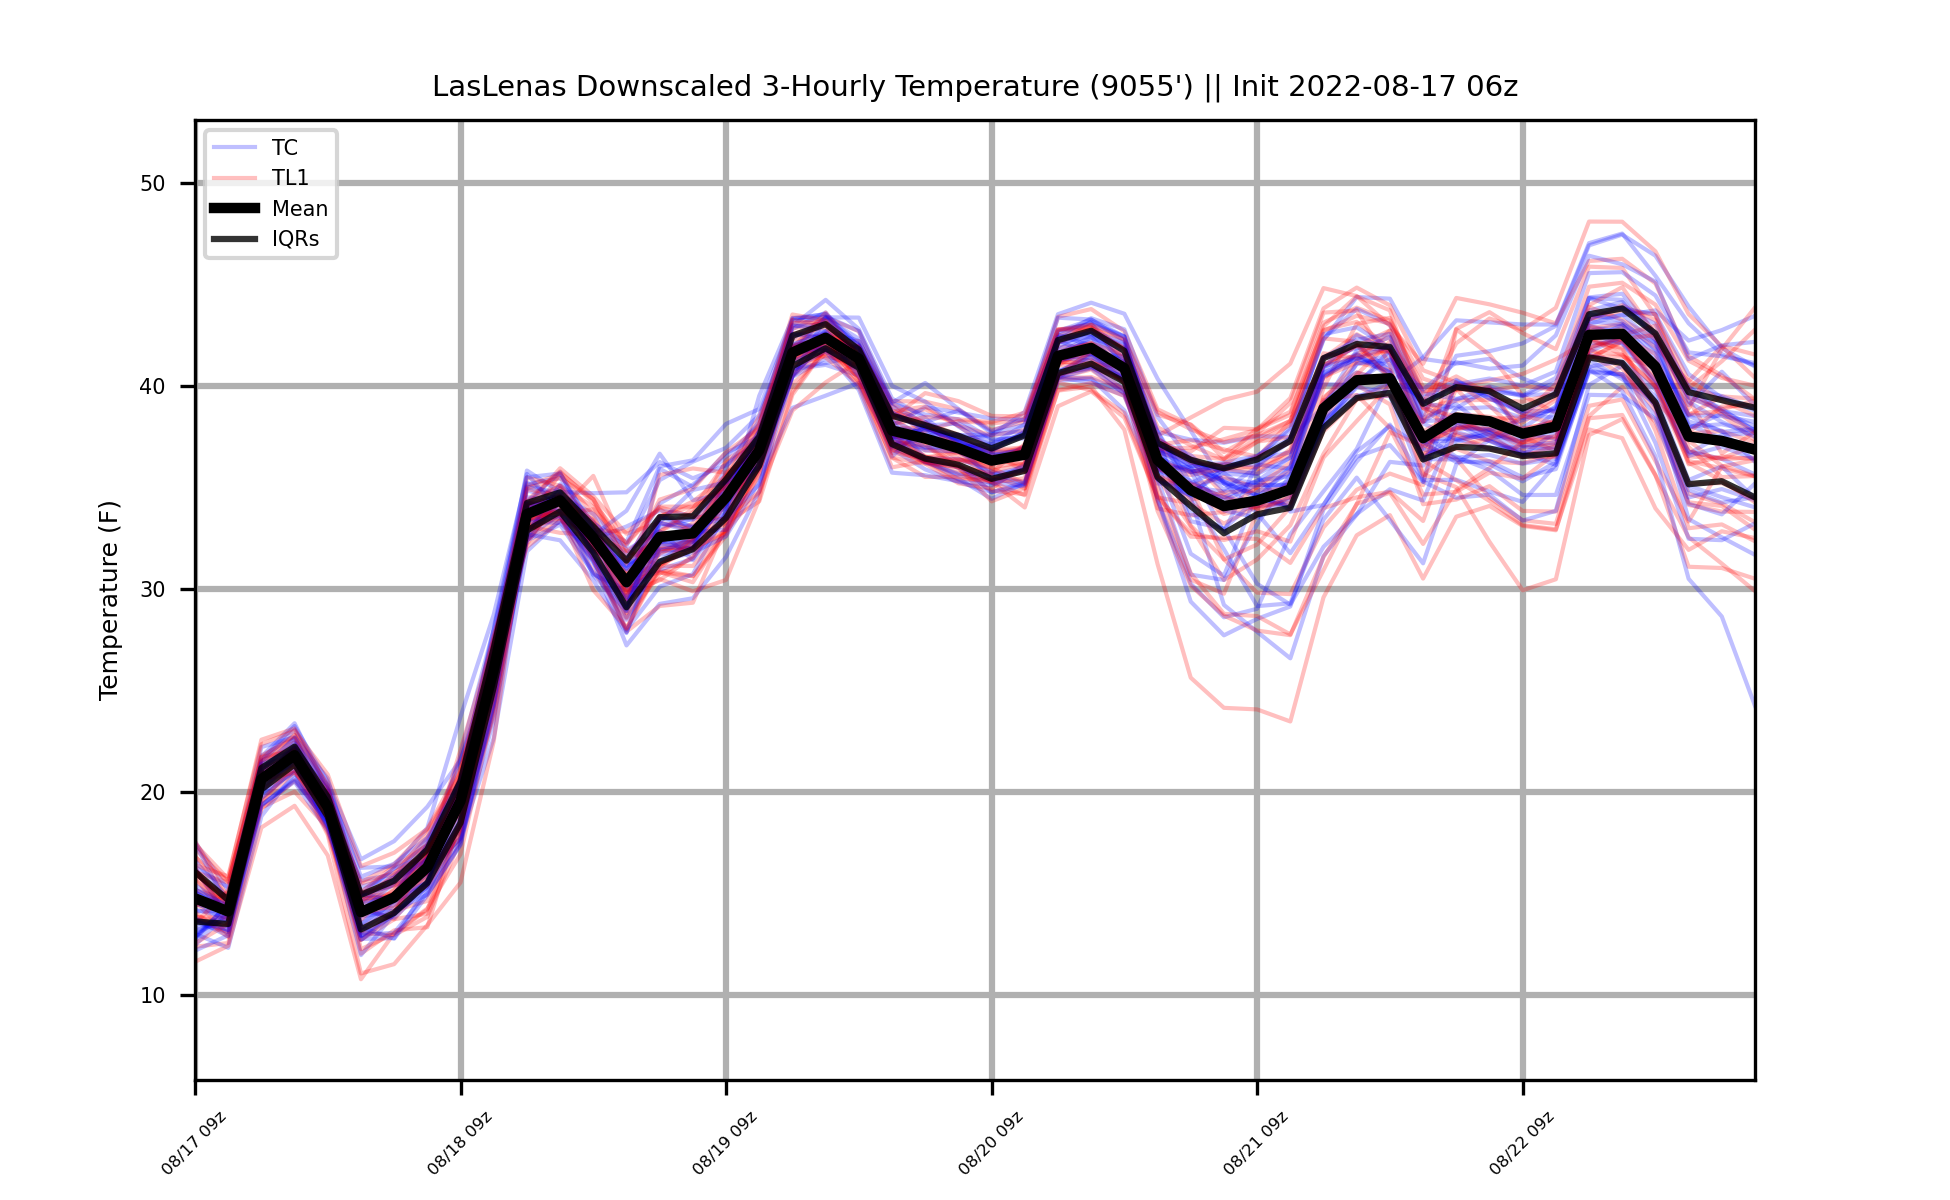 LasLenas Downscaled 3-Hourly Temperature (9055') || Init 2022-08-17 06z
TC
TL1
Mean
IQRs
Temperature (F)
50
40
30
20
10
08/17 09z
08/18 09z
08/19 09z
08/20 09z
08/21 09z
08/22 09z